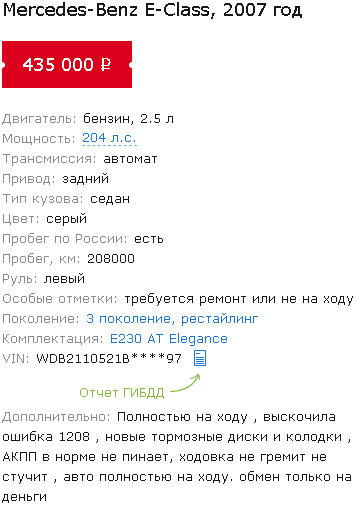 Mercedes-Benz E-Class, 2007 год
435 000 ₽
Двигатель: бензин, 2.5 л
Мощность: 204 л.с.
Трансмиссия: автомат
Привод: задний
Тип кузова: седан
Цвет: серый
Пробег по России: есть
Пробег, км: 208000
Руль: левый
Особые отметки: требуется ремонт или не на ходу
Поколение: 3 поколение, рестайлинг
Комплектация: E230 AT Elegance
VIN: WDB2110521B****97
Отчет ГИБДД
Дополнительно: Полностью на ходу , выскочила
ошибка 1208 , новые тормозные диски и колодки ,
АКПП в норме не пинает, ходовка не гремит не
стучит , авто полностью на ходу. обмен только на
деньги